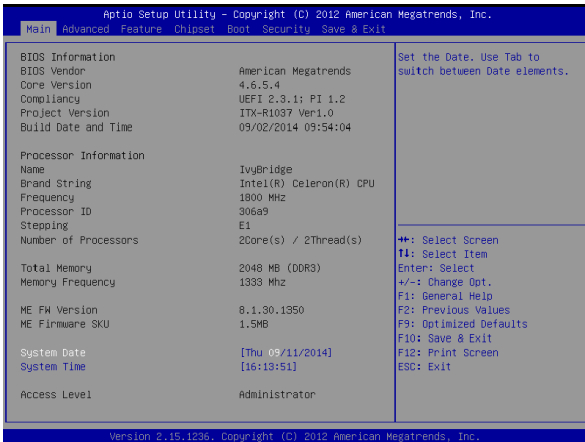 Aptio Setup Utility - Copyright (C) 2012 American Megatrends, Inc.
Main Advanced Feature Chipset Boot Security Save & Exit
BIOS Information
BIOS Vendor American Megatrends
Core Version 4.6.5.4
Compliancy UEFI 2.3.1; PI 1.2
Project Version ITX-R1037 Ver1.0
Build Date and Time 09/02/2014 09:54:04
Processor Information
Name IvyBridge
Brand String Intel(R) Celeron(R) CPU
Frequency 1800 MHz
Processor ID 306a9
Stepping E1
Number of Processors 2Core(s) / 2Thread(s)
Total Memory 2048 MB (DDR3)
Memory Frequency 1333 Mhz
ME FW Version 8.1.30.1350
ME Firmware SKU 1.5MB
System Date [Thu 09/11/2014]
System Time [16:13:51]
Access Level Administrator
Set the Date. Use Tab to
switch between Date elements.
→←: Select Screen
↑↓: Select Item
Enter: Select
+/-: Change Opt.
F1: General Help
F2: Previous Values
F9: Optimized Defaults
F10: Save & Exit
F12: Print Screen
ESC: Exit
Version 2.15.1236. Copyright (C) 2012 American Megatrends, Inc.